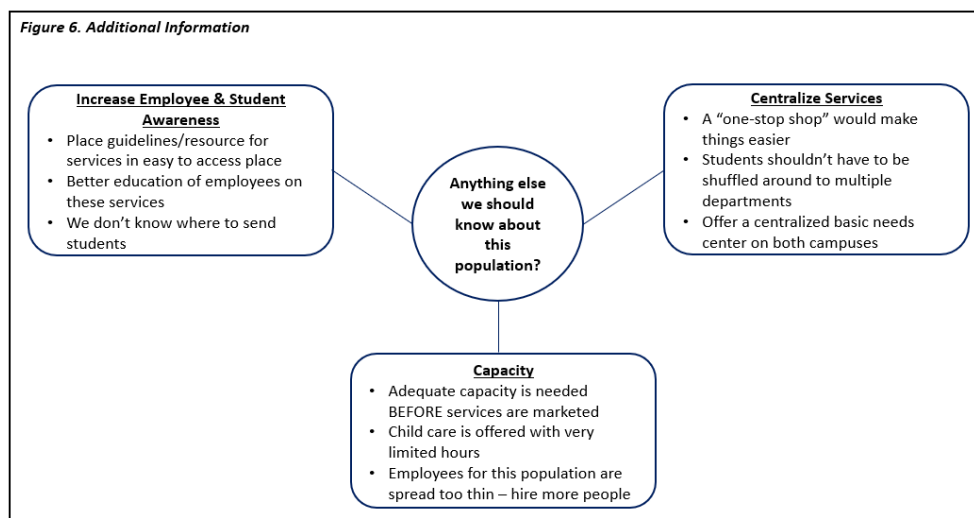 Figure 6. Additional Information
Increase Employee & Student
Awareness
• Place guidelines/resource for
services in easy to access place
• Better education of employees on
these services
• We don’t know where to send
students
Anything else
we should
know about
this
population?
Centralize Services
• A “one-stop shop” would make
things easier
• Students shouldn’t have to be
shuffled around to multiple
departments
• Offer a centralized basic needs
center on both campuses
Capacity
• Adequate capacity is needed
BEFORE services are marketed
• Child care is offered with very
limited hours
• Employees for this population are
spread too thin – hire more people